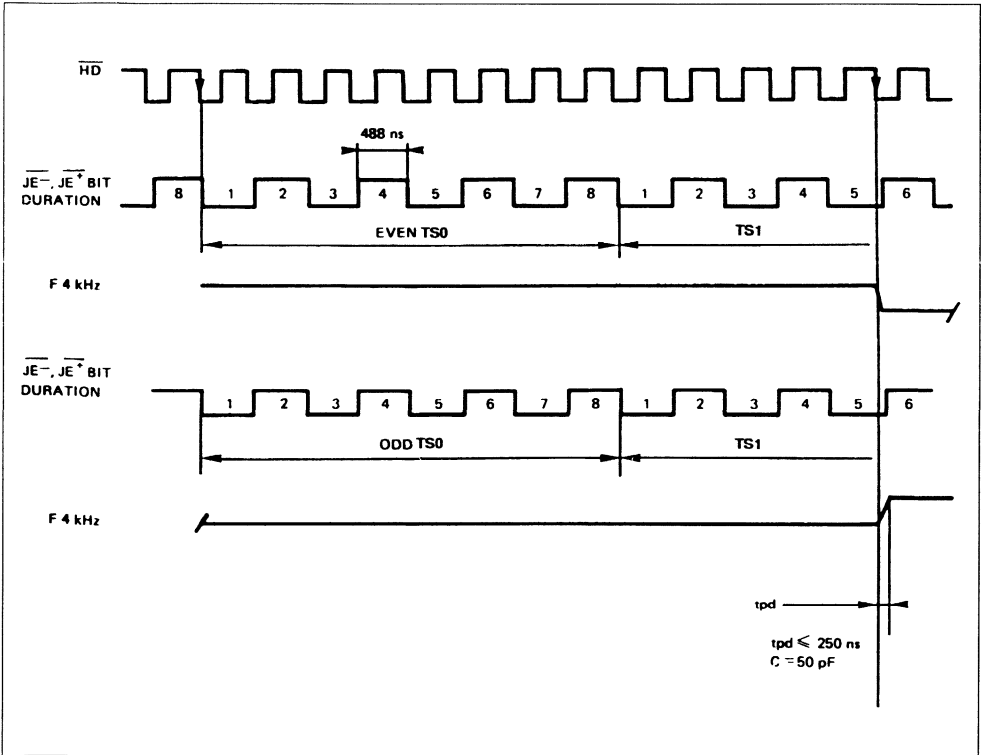 HD
488 ns
JE–, JE+ BIT
DURATION
8 1 2 3 4 5 6 7 8 1 2 3 4 5 6
EVEN TS0 TS1
F 4 kHz
JE–, JE+ BIT
DURATION
1 2 3 4 5 6 7 8 1 2 3 4 5 6
ODD TS0 TS1
F 4 kHz
tpd
tpd ⩽ 250 ns
C = 50 pF